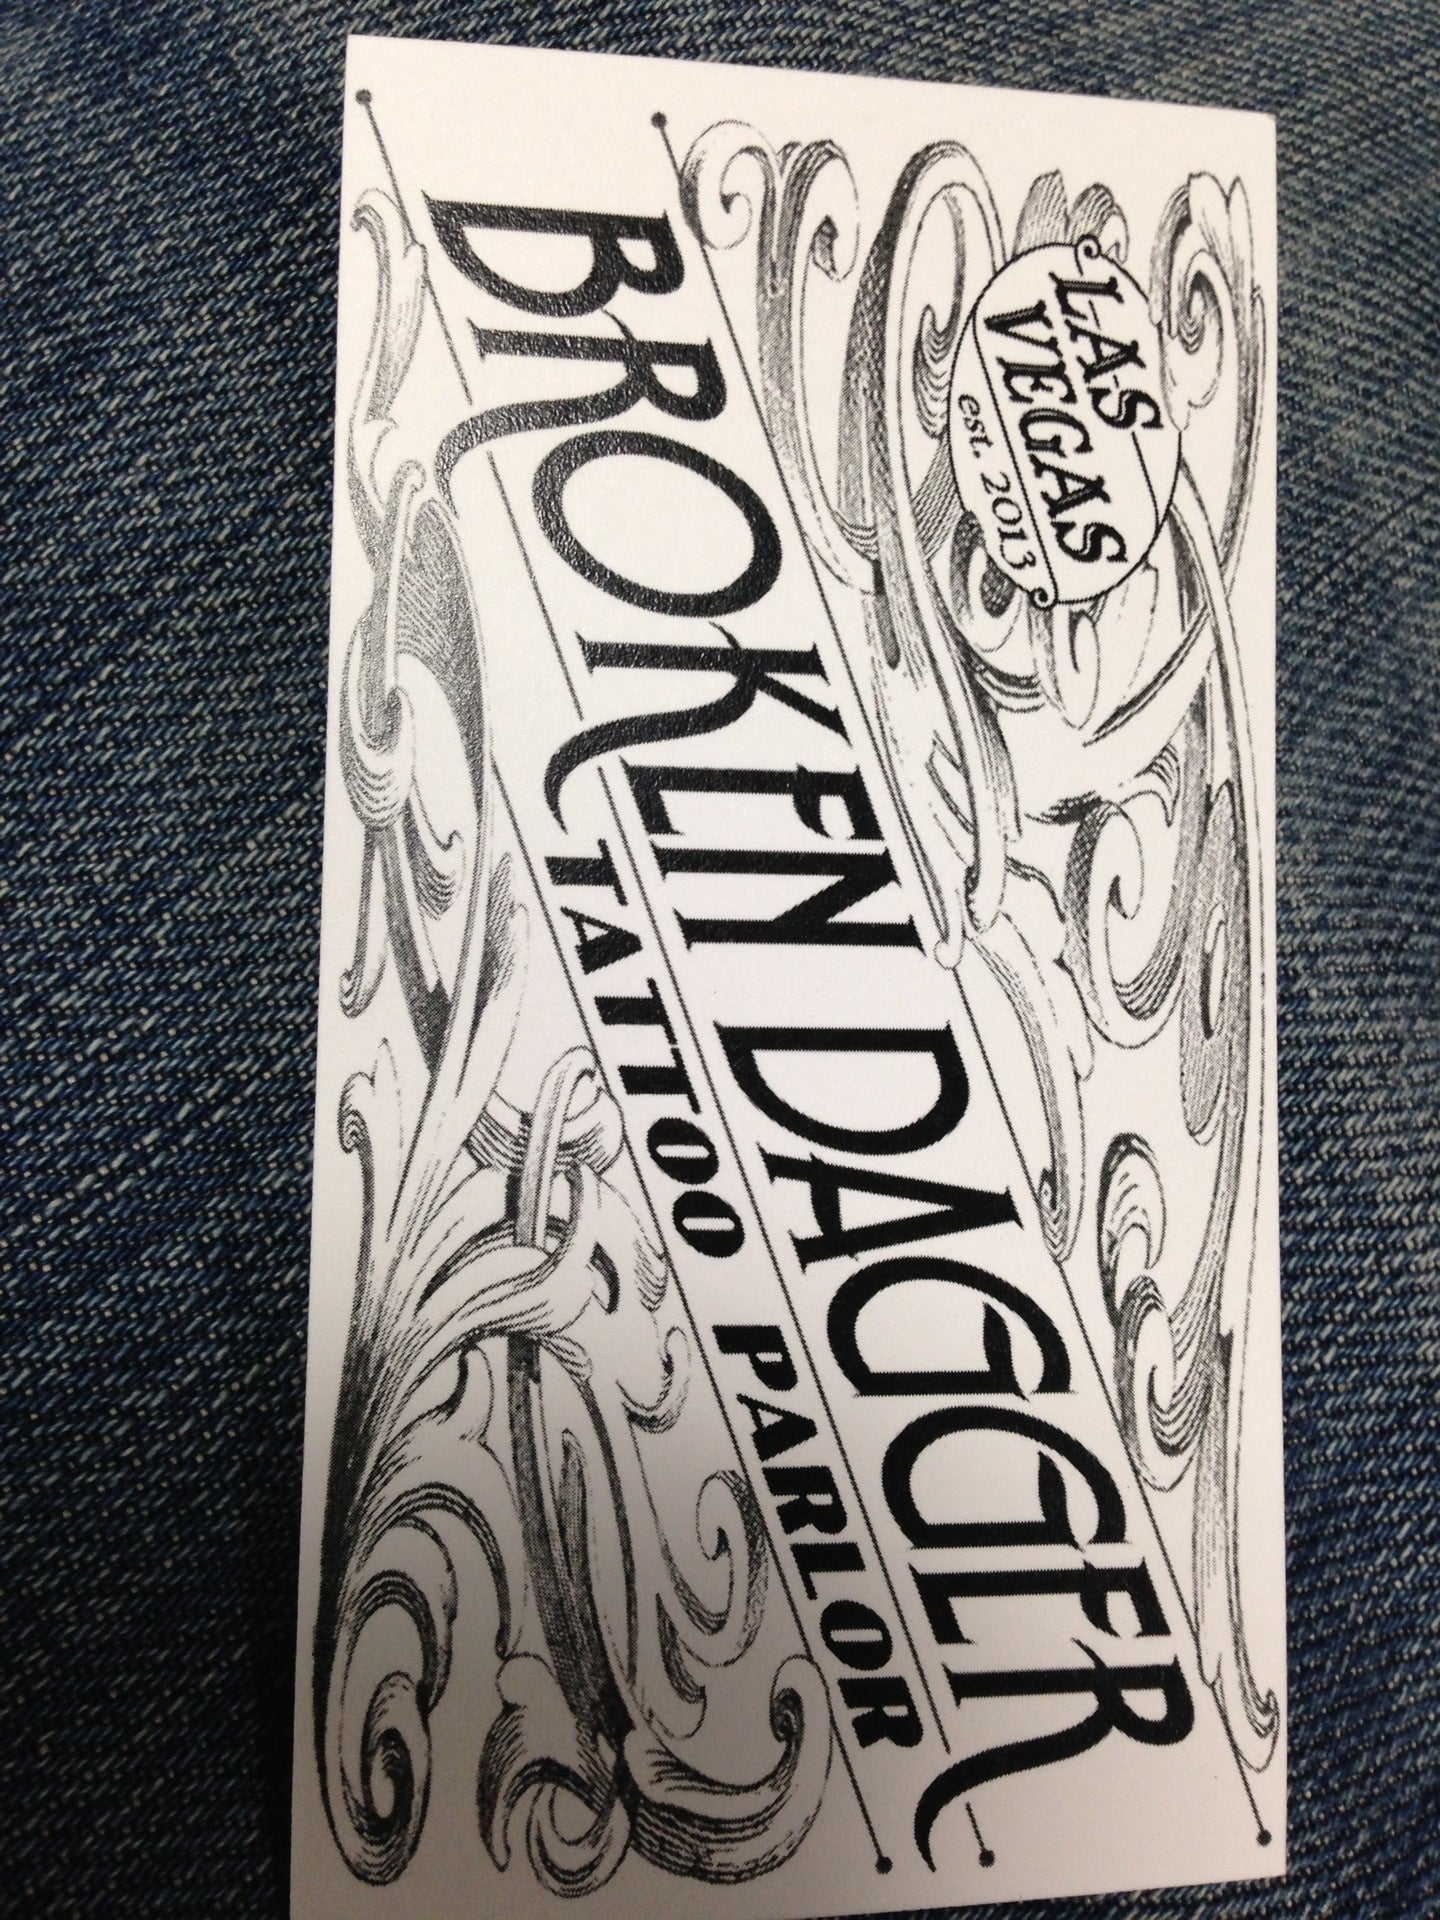 LAS
VEGAS
est. 2013
BROKEN DAGGER
TATTOO PARLOR